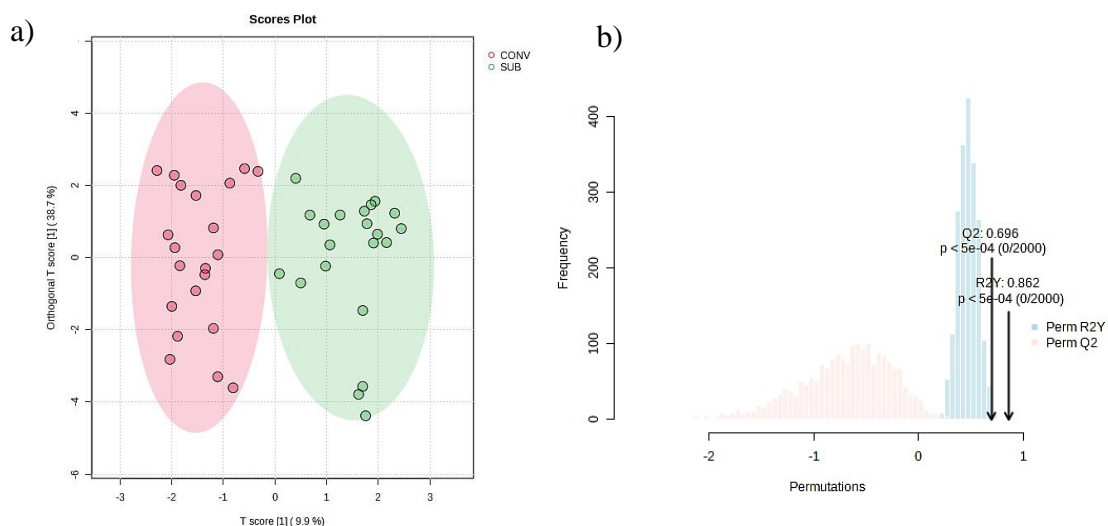 a)
Scores Plot
CONV
SUB
4
2
0
-2
-4
-6
Orthogonal T score [1] ( 38.7 %)
-3 -2 -1 0 1 2 3
T score [1] ( 9.9 %)
b)
400
300
200
100
0
Frequency
Q2: 0.696
p < 5e-04 (0/2000)
R2Y: 0.862
p < 5e-04 (0/2000)
Perm R2Y
Perm Q2
-2 -1 0 1
Permutations